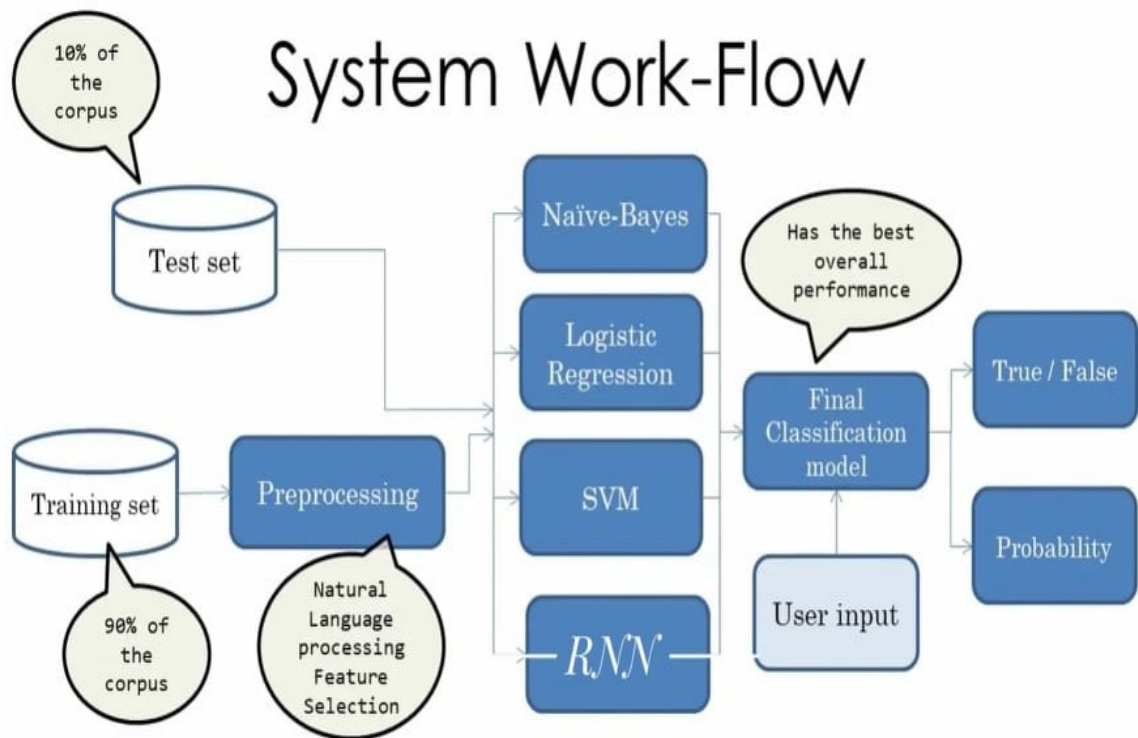 System Work-Flow
10% of
the
corpus
Test set
Training set
90% of
the
corpus
Preprocessing
Natural
Language
processing
Feature
Selection
Naïve-Bayes
Logistic
Regression
SVM
RNN
Has the best
overall
performance
Final
Classification
model
User input
True / False
Probability